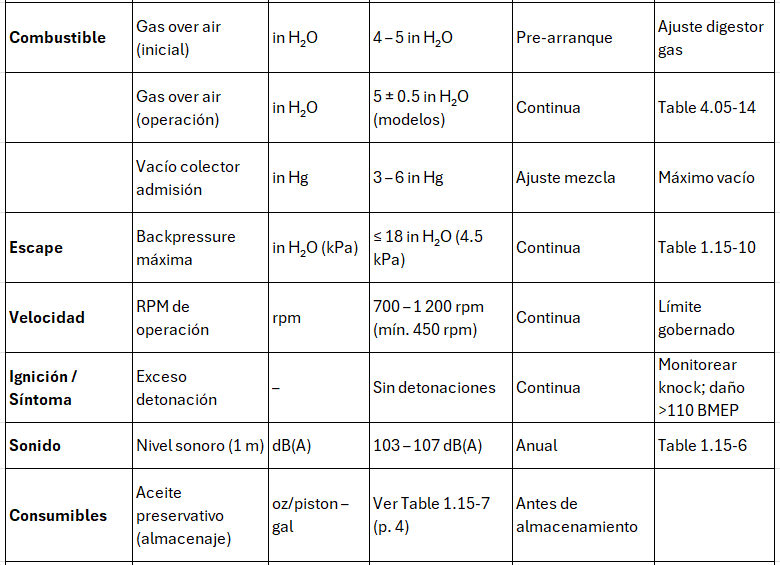 Combustible
Gas over air
(inicial)
in H₂O
4 – 5 in H₂O
Pre-arranque
Ajuste digestor
gas
Gas over air
(operación)
in H₂O
5 ± 0.5 in H₂O
(modelos)
Continua
Table 4.05-14
Vacío colector
admisión
in Hg
3 – 6 in Hg
Ajuste mezcla
Máximo vacío
Escape
Backpressure
máxima
in H₂O (kPa)
≤ 18 in H₂O (4.5
kPa)
Continua
Table 1.15-10
Velocidad
RPM de
operación
rpm
700 – 1 200 rpm
(mín. 450 rpm)
Continua
Límite
gobernado
Ignición /
Síntoma
Exceso
detonación
–
Sin detonaciones
Continua
Monitorear
knock; daño
>110 BMEP
Sonido
Nivel sonoro (1 m)
dB(A)
103 – 107 dB(A)
Anual
Table 1.15-6
Consumibles
Aceite
preservativo
(almacenaje)
oz/piston –
gal
Ver Table 1.15-7
(p. 4)
Antes de
almacenamiento